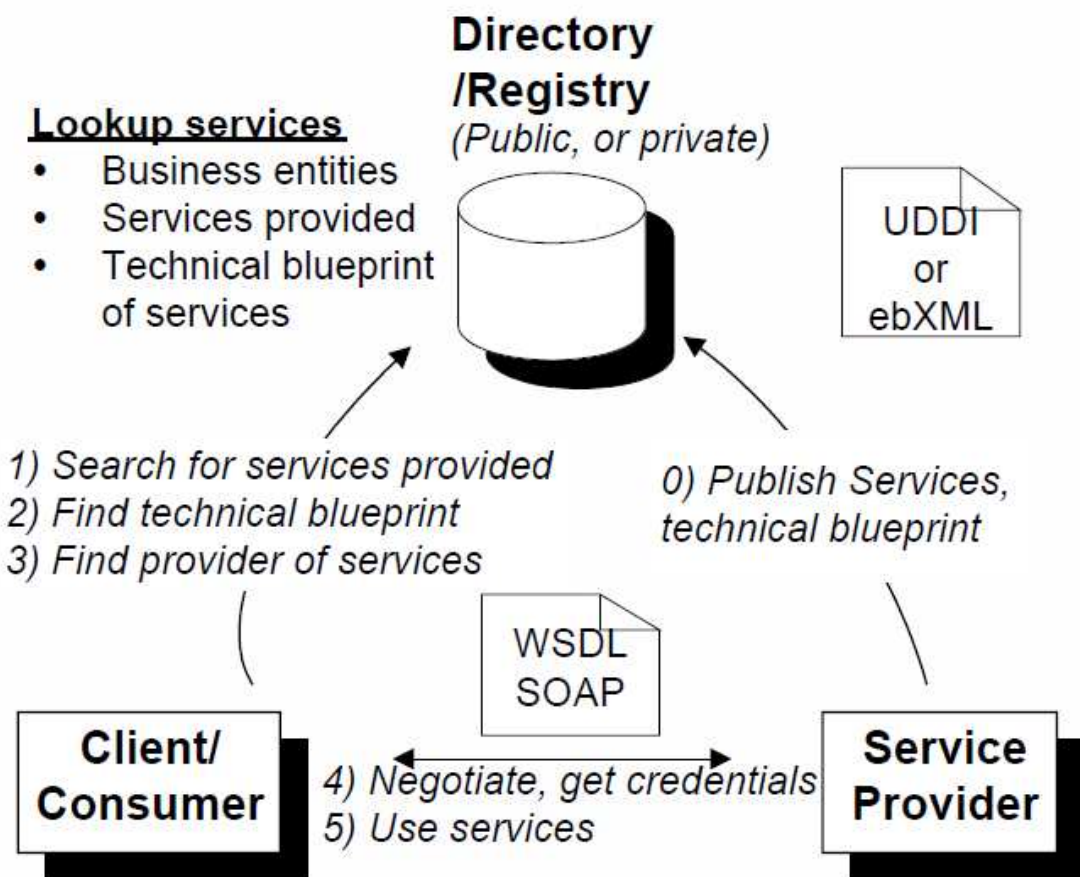 Directory
/Registry
(Public, or private)
Lookup services
• Business entities
• Services provided
• Technical blueprint
of services
UDDI
or
ebXML
1) Search for services provided
2) Find technical blueprint
3) Find provider of services
0) Publish Services,
technical blueprint
WSDL
SOAP
Client/
Consumer
4) Negotiate, get credentials
5) Use services
Service
Provider